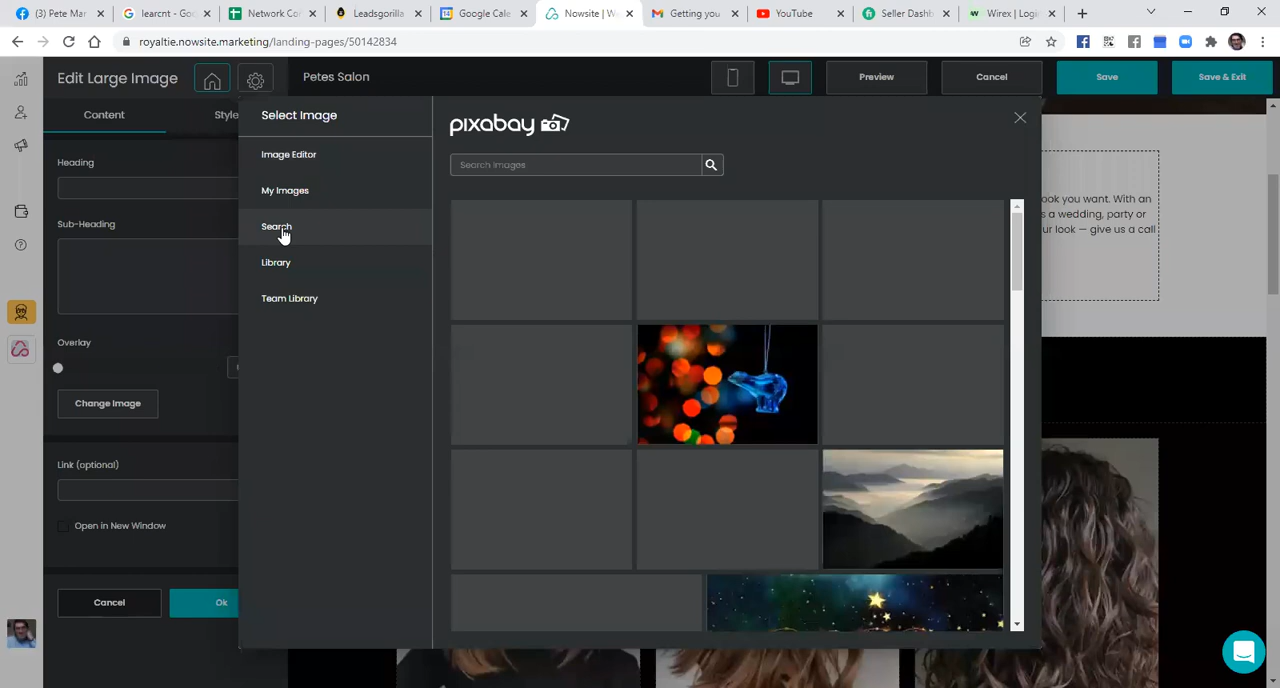 Pete Mar
learcnt - Go
Network Co
Leadsgorilla
Google Cale
Nowsite | W
Getting you
YouTube
Seller Dashb
Wirex | Logi
royaltie.nowsite.marketing/landing-pages/50142834
Edit Large Image
Petes Salon
Preview
Cancel
Save
Save & Exit
Content
Style
Select Image
pixabay
Heading
Image Editor
Search Images
My Images
ook you want. With an
s a wedding, party or
ur look — give us a call
Sub-Heading
Search
Library
Team Library
Overlay
Change Image
Link (optional)
Open in New Window
Cancel
Ok